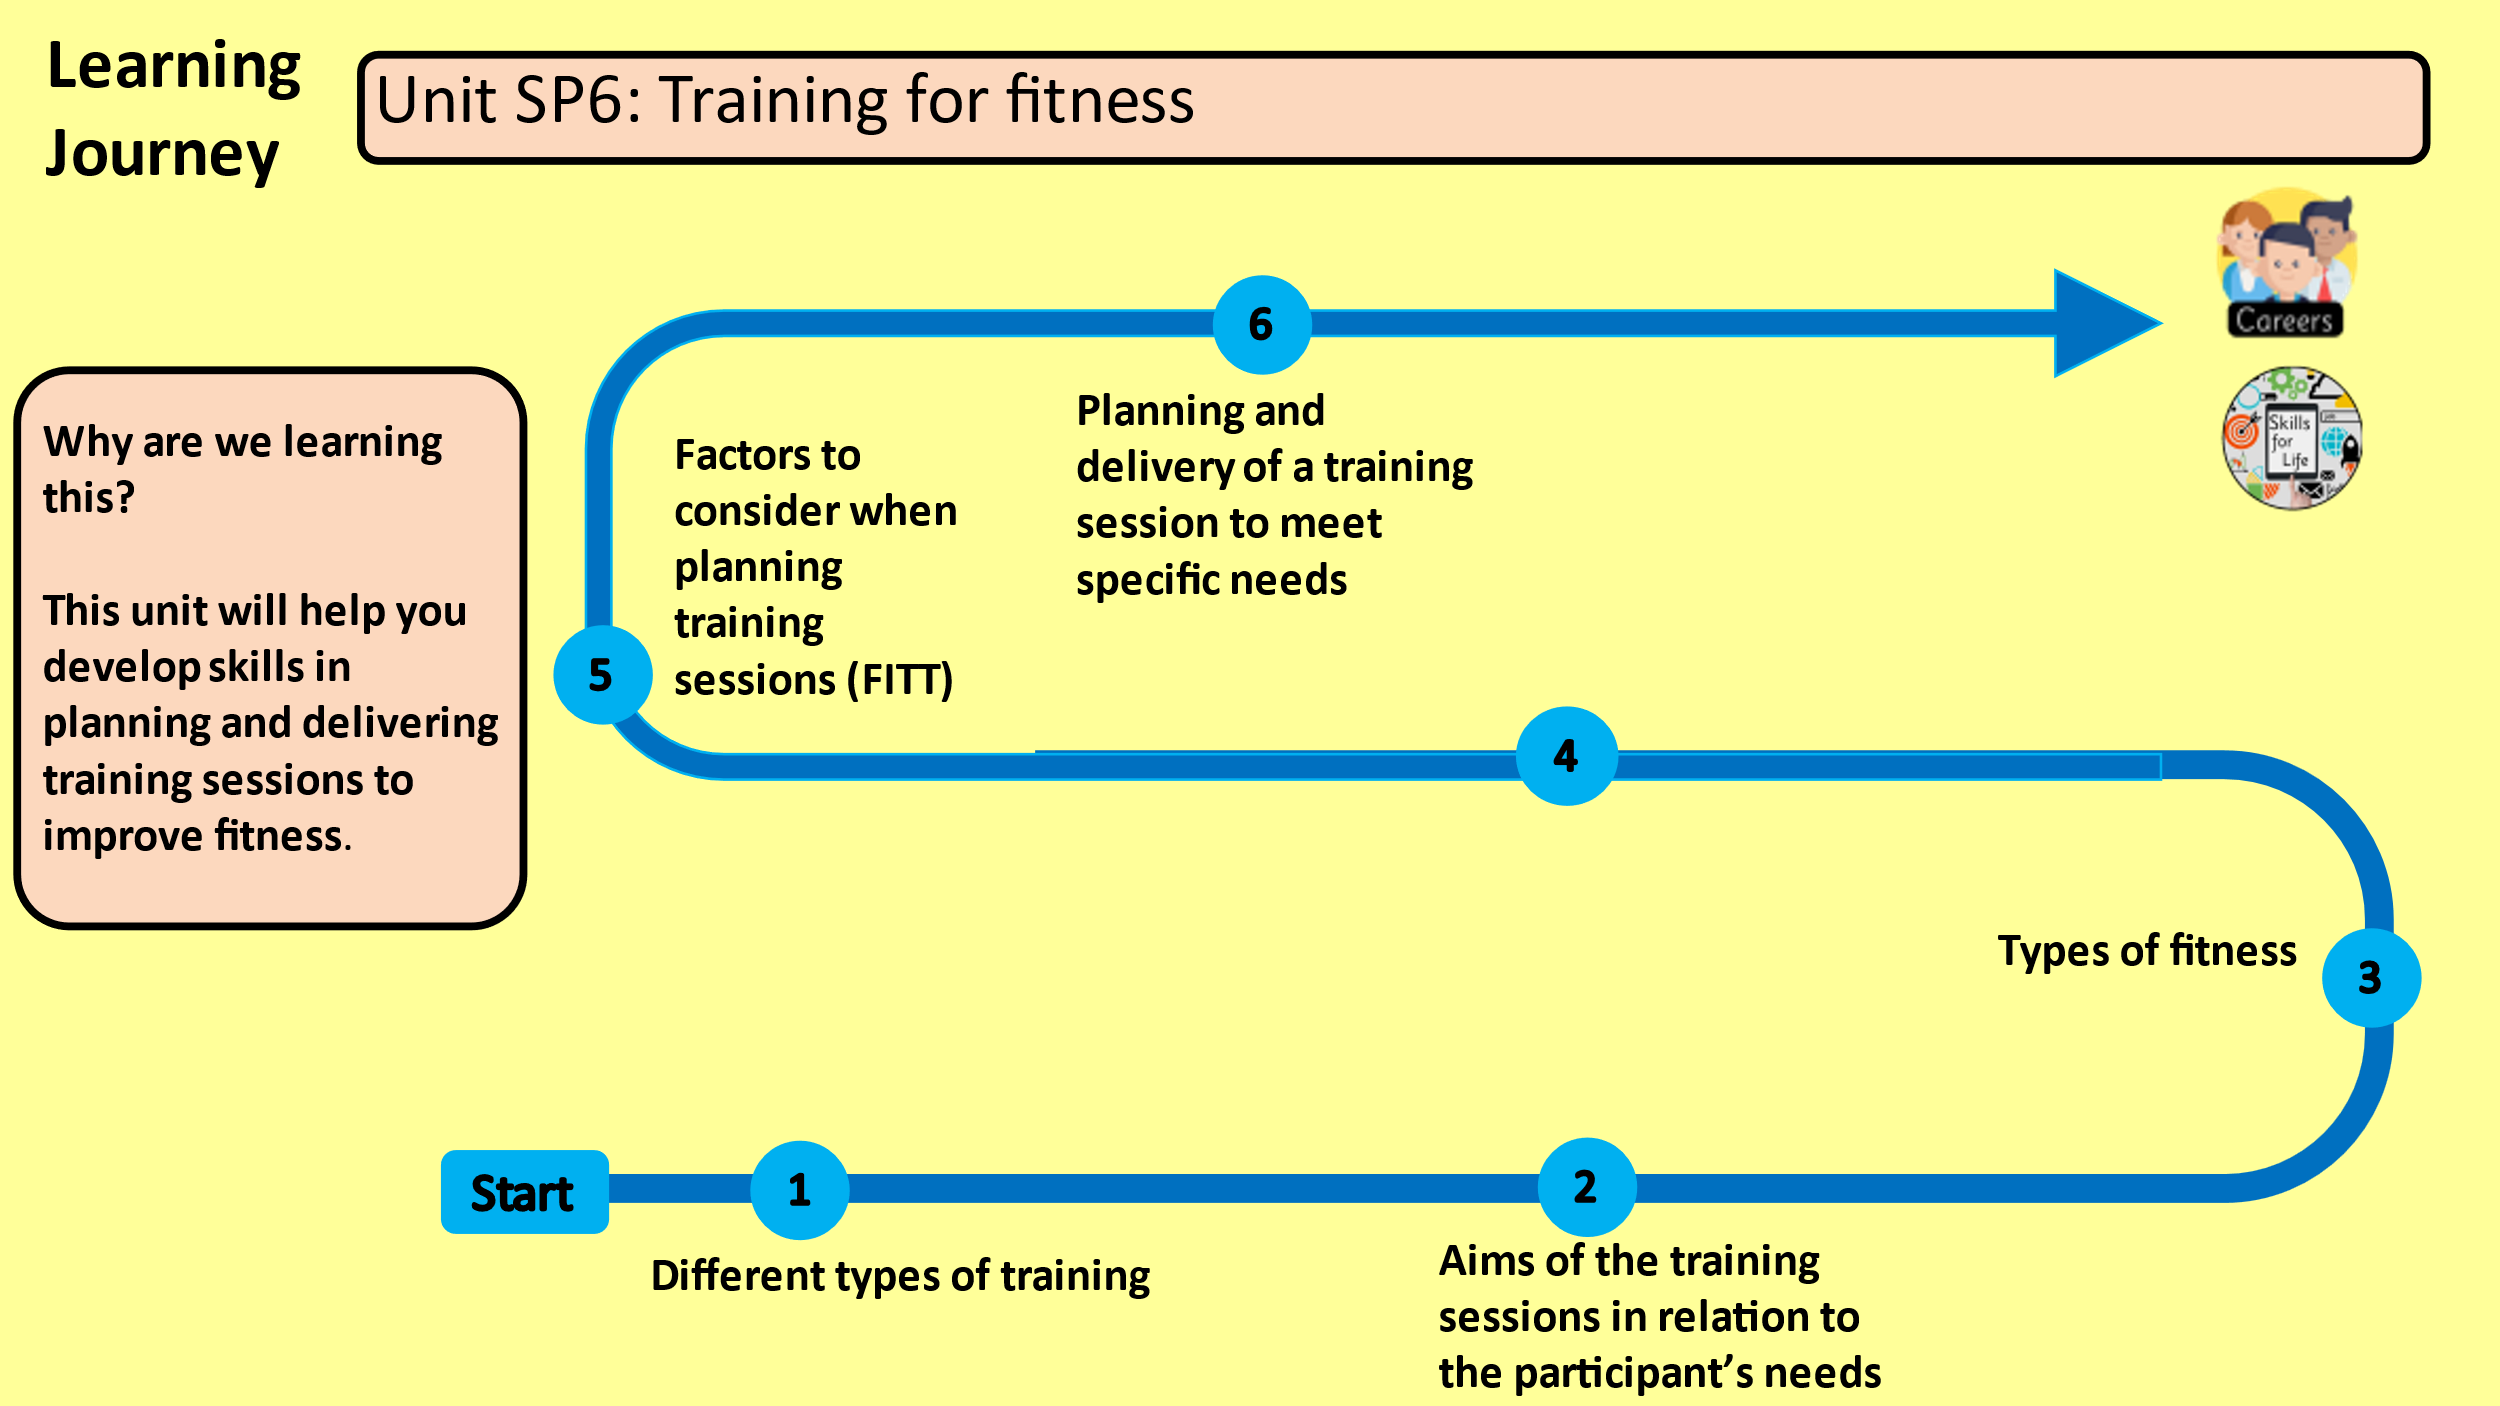 Learning
Journey
Unit SP6: Training for fitness
Careers
Skills
for
Life
6
Planning and
delivery of a training
session to meet
specific needs
Why are we learning
this?
This unit will help you
develop skills in
planning and delivering
training sessions to
improve fitness.
Factors to
consider when
planning
training
sessions (FITT)
5
4
Types of fitness
3
Start
1
2
Different types of training
Aims of the training
sessions in relation to
the participant’s needs